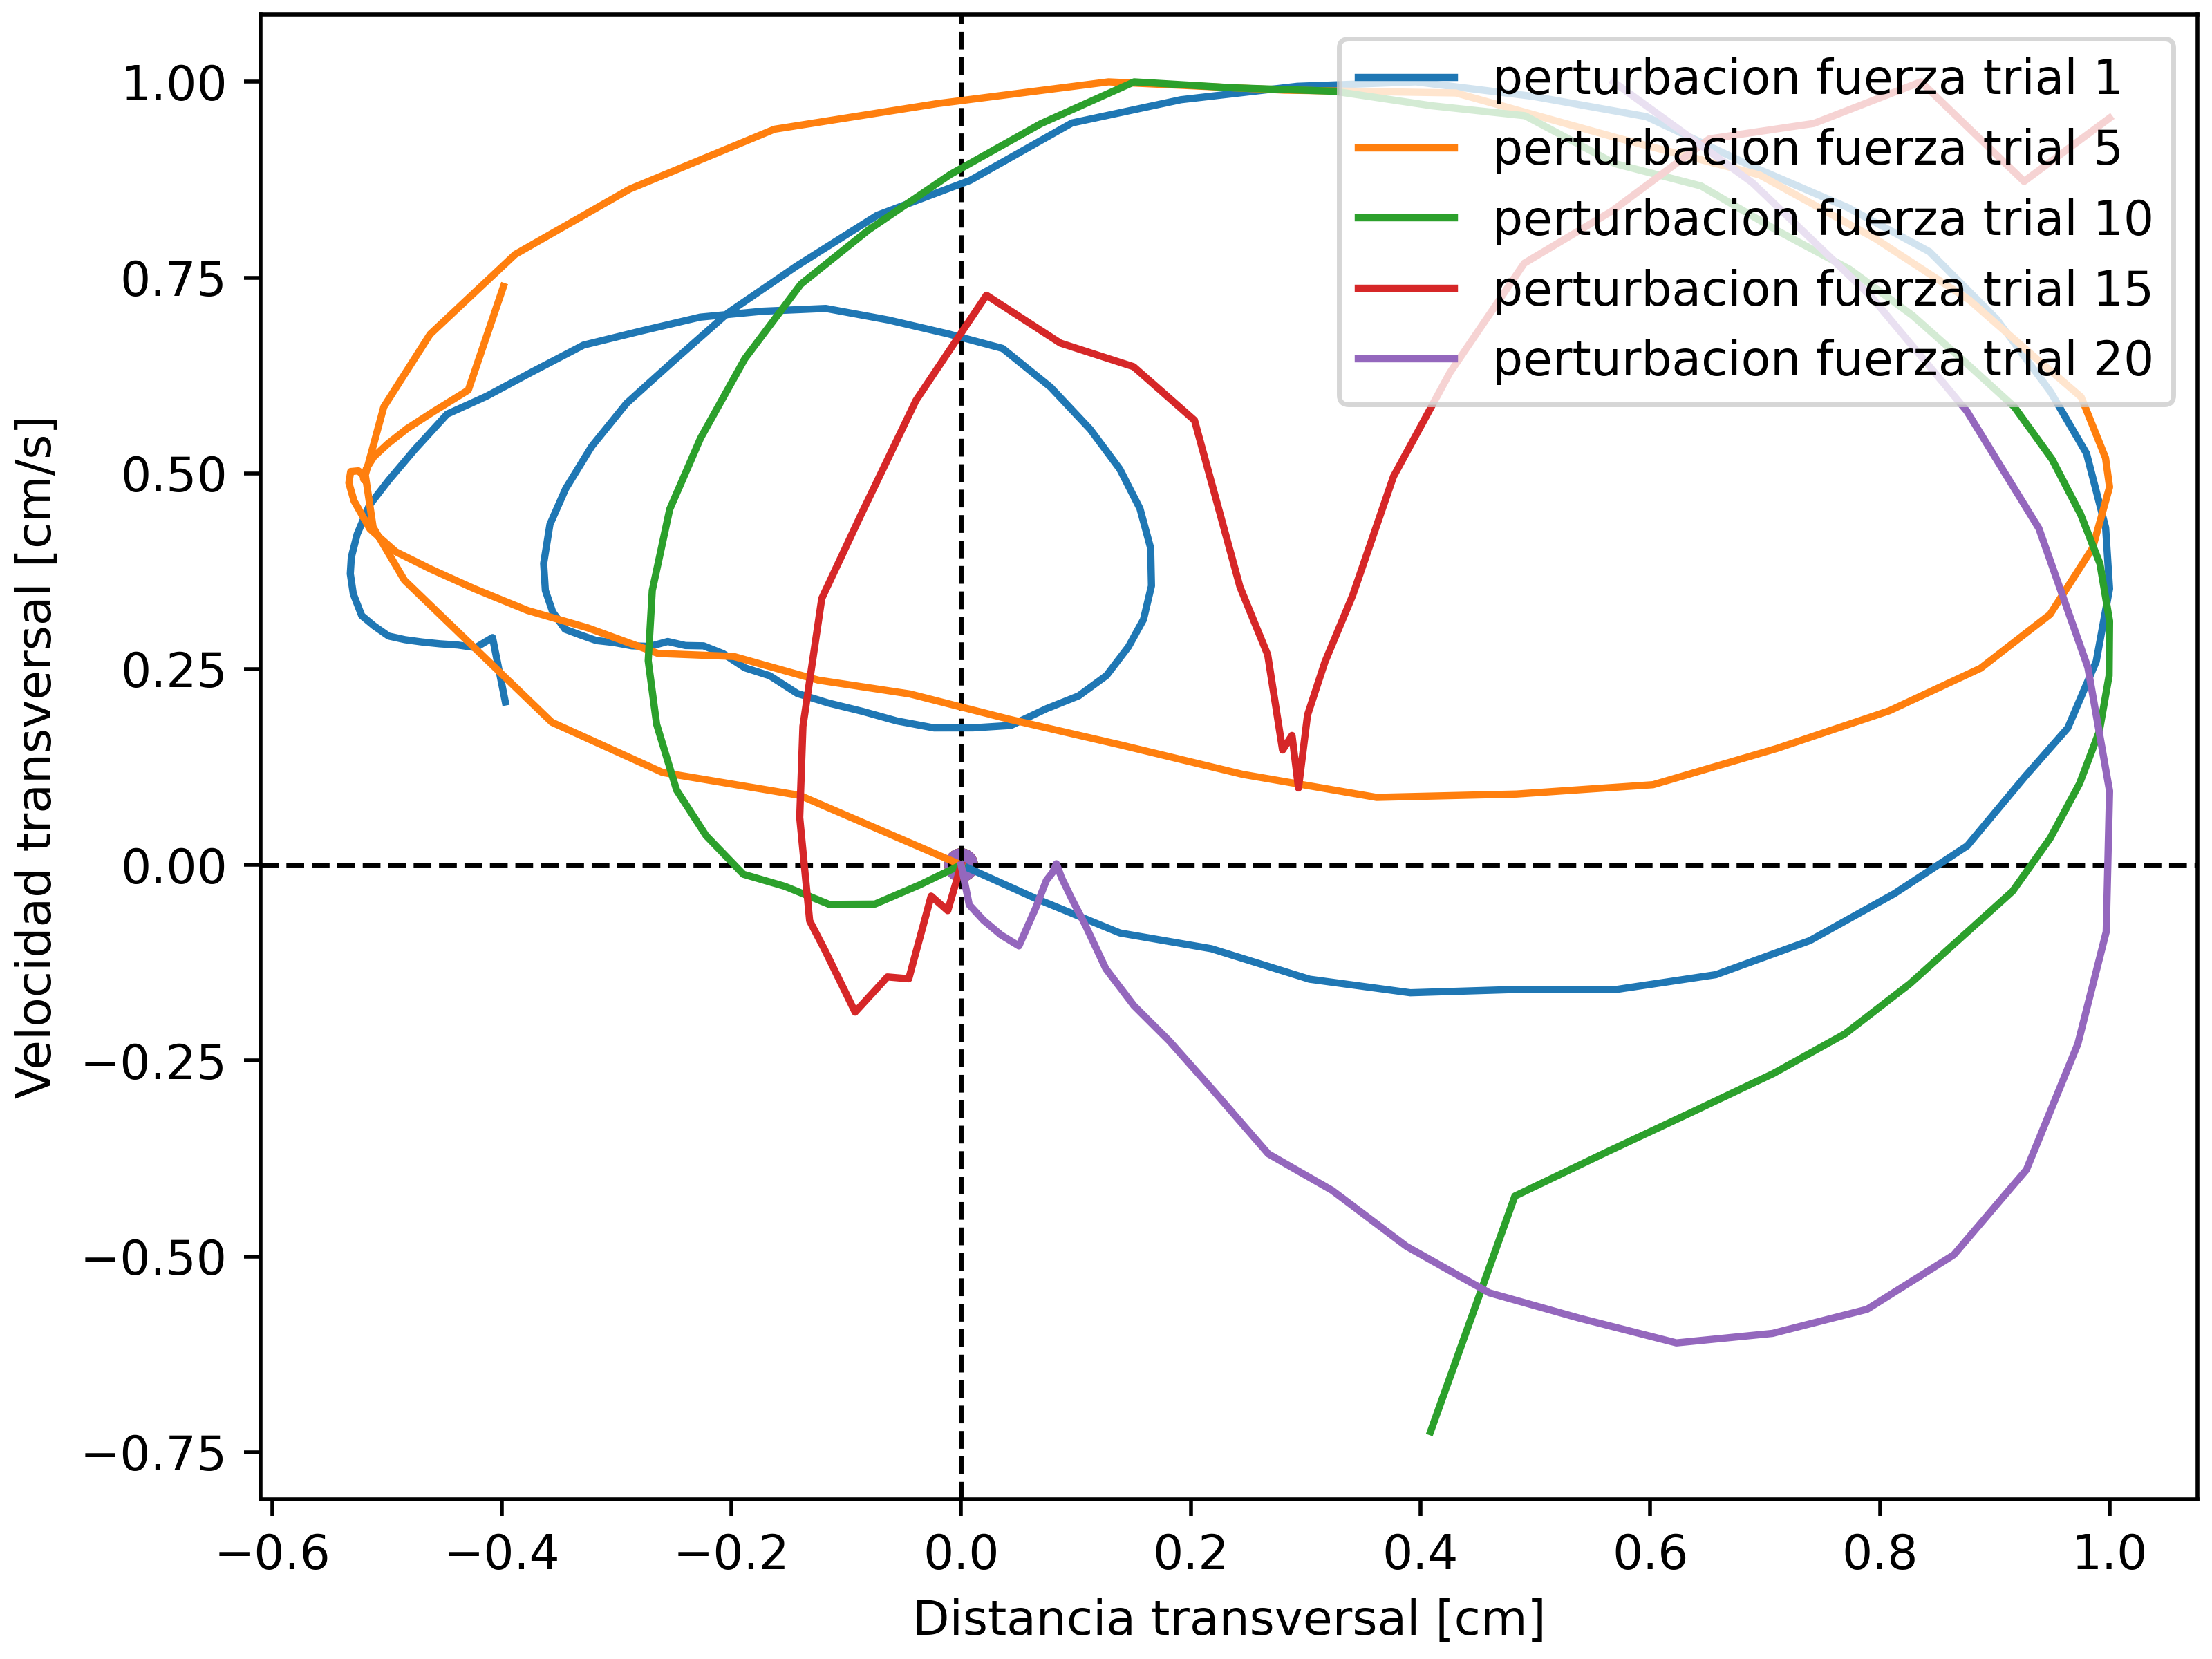 1.00
0.75
0.50
0.25
0.00
−0.25
−0.50
−0.75
Velocidad transversal [cm/s]
perturbacion fuerza trial 1
perturbacion fuerza trial 5
perturbacion fuerza trial 10
perturbacion fuerza trial 15
perturbacion fuerza trial 20
−0.6 −0.4 −0.2 0.0 0.2 0.4 0.6 0.8 1.0
Distancia transversal [cm]